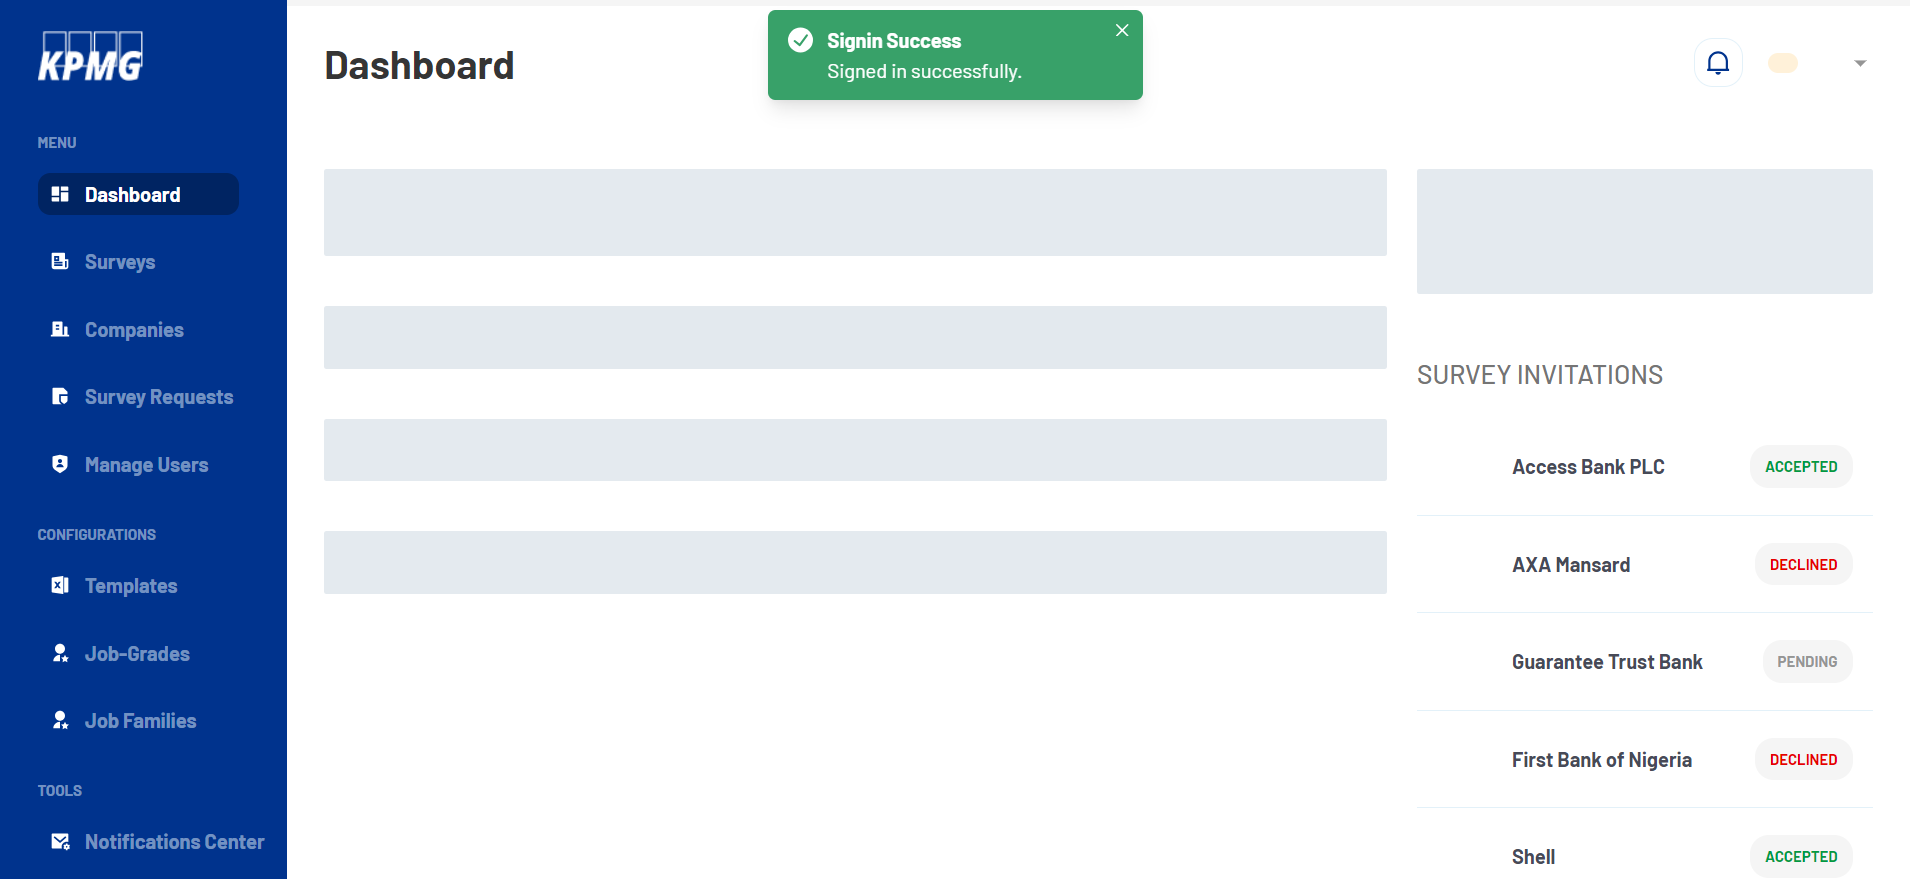 KPMG
MENU
Dashboard
Surveys
Companies
Survey Requests
Manage Users
CONFIGURATIONS
Templates
Job-Grades
Job Families
TOOLS
Notifications Center
Dashboard
Signin Success
Signed in successfully.
SURVEY INVITATIONS
Access Bank PLC ACCEPTED
AXA Mansard DECLINED
Guarantee Trust Bank PENDING
First Bank of Nigeria DECLINED
Shell ACCEPTED